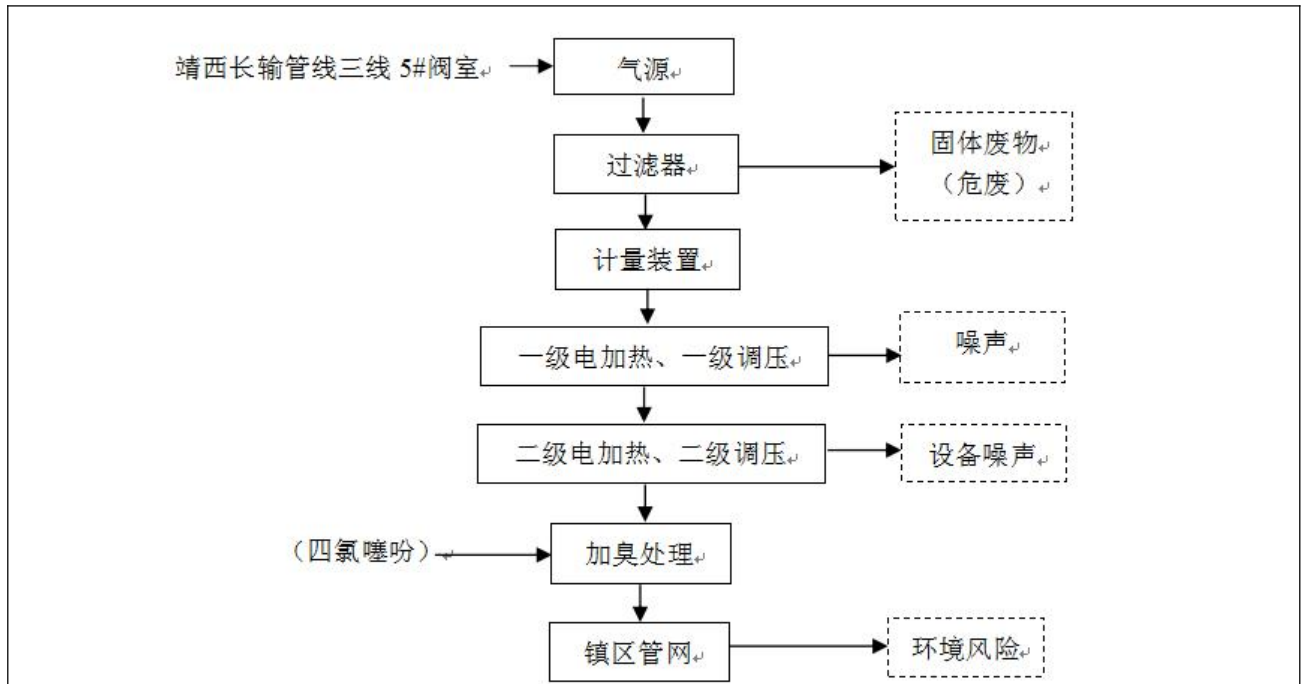 靖西长输管线三线 5#阀室
气源
过滤器
固体废物
（危废）
计量装置
一级电加热、一级调压
噪声
二级电加热、二级调压
设备噪声
（四氯噻吩）
加臭处理
镇区管网
环境风险